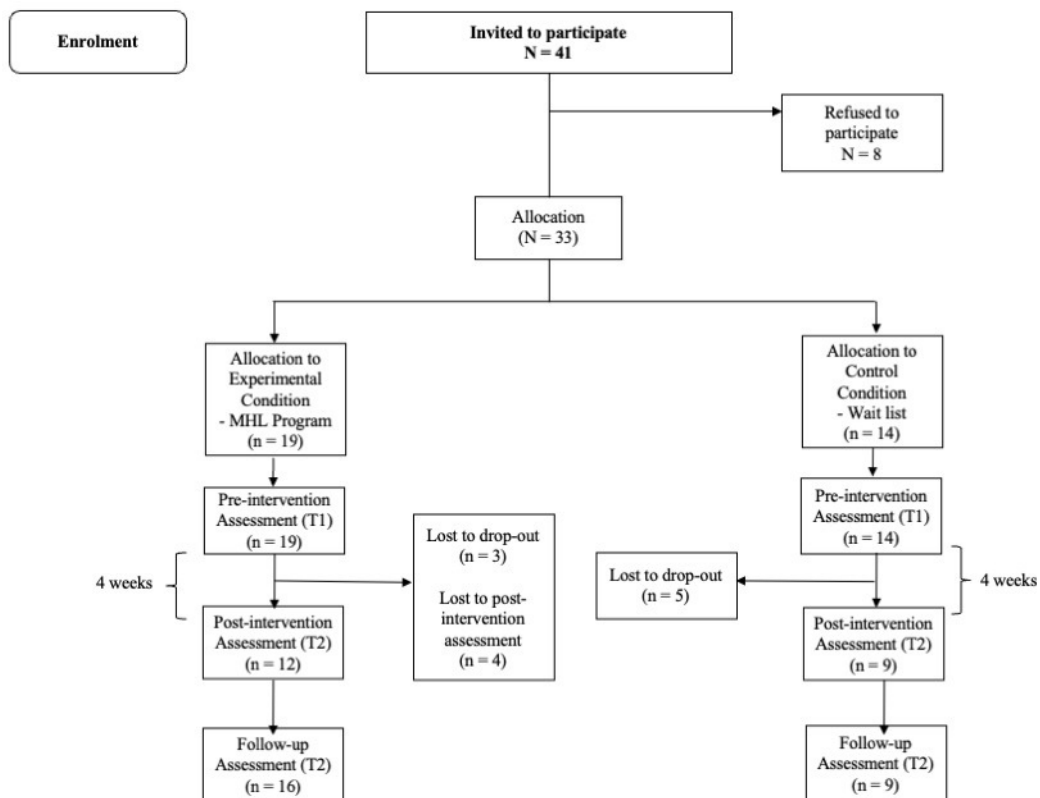 Enrolment
Invited to participate
N = 41
Refused to
participate
N = 8
Allocation
(N = 33)
Allocation to
Experimental
Condition
- MHL Program
(n = 19)
Allocation to
Control
Condition
- Wait list
(n = 14)
Pre-intervention
Assessment (T1)
(n = 19)
Pre-intervention
Assessment (T1)
(n = 14)
4 weeks
Lost to drop-out
(n = 3)
Lost to post-
intervention
assessment
(n = 4)
Lost to drop-out
(n = 5)
4 weeks
Post-intervention
Assessment (T2)
(n = 12)
Post-intervention
Assessment (T2)
(n = 9)
Follow-up
Assessment (T2)
(n = 16)
Follow-up
Assessment (T2)
(n = 9)